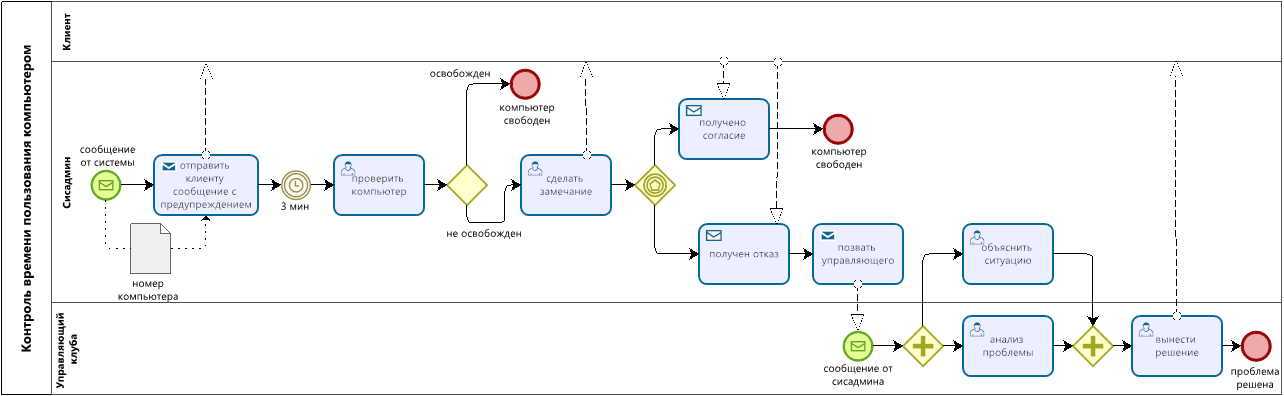 Контроль времени пользования компьютером
Клиент
Сисадмин
Управляющий
клуба
сообщение
от системы
отправить
клиенту
сообщение с
предупреждением
номер
компьютера
3 мин
проверить
компьютер
освобожден
не освобожден
компьютер
свободен
сделать
замечание
получено
согласие
компьютер
свободен
получен отказ
позвать
управляющего
объяснить
ситуацию
сообщение от
сисадмина
анализ
проблемы
вынести
решение
проблема
решена